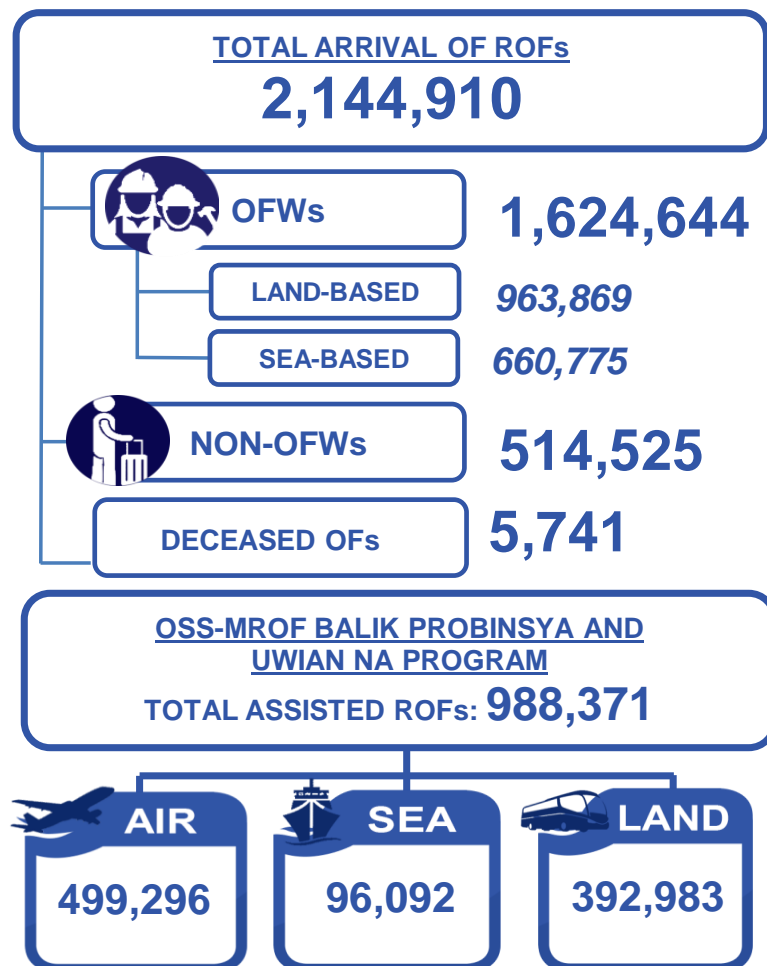 TOTAL ARRIVAL OF ROFs
2,144,910
OFWs 1,624,644
LAND-BASED 963,869
SEA-BASED 660,775
NON-OFWs 514,525
DECEASED OFs 5,741
OSS-MROF BALIK PROBINSYA AND
UWIAN NA PROGRAM
TOTAL ASSISTED ROFs: 988,371
AIR SEA LAND
499,296 96,092 392,983